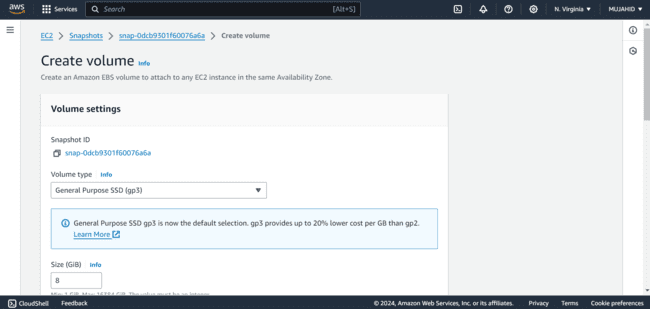 aws Services Search [Alt+S] N. Virginia MUJAHID
EC2 > Snapshots > snap-0dcb9301f60076a6a > Create volume
Create volume Info
Create an Amazon EBS volume to attach to any EC2 instance in the same Availability Zone.
Volume settings
Snapshot ID
snap-0dcb9301f60076a6a
Volume type Info
General Purpose SSD (gp3)
General Purpose SSD gp3 is now the default selection. gp3 provides up to 20% lower cost per GB than gp2.
Learn More
Size (GiB) Info
8
CloudShell Feedback © 2024, Amazon Web Services, Inc. or its affiliates. Privacy Terms Cookie preferences